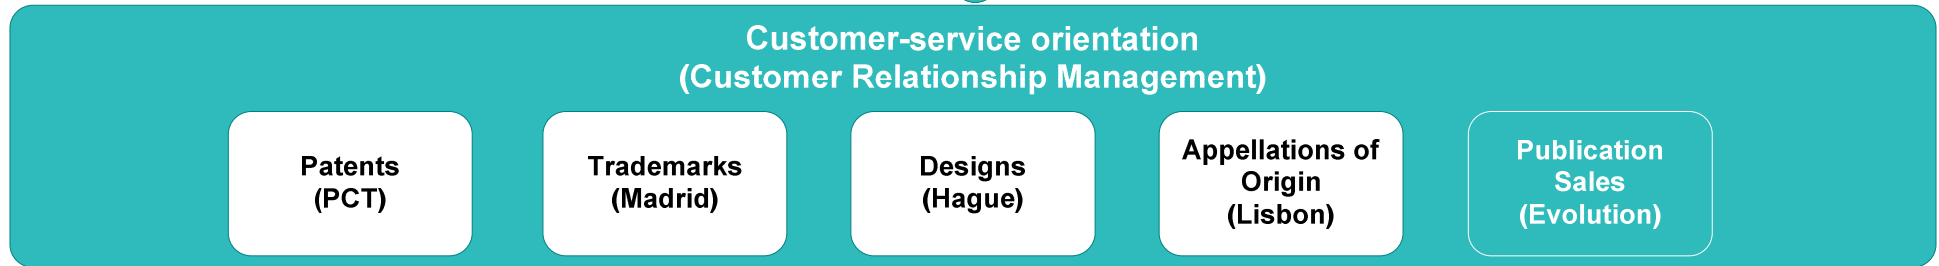 Customer-service orientation
(Customer Relationship Management)
Patents
(PCT)
Trademarks
(Madrid)
Designs
(Hague)
Appellations of
Origin
(Lisbon)
Publication
Sales
(Evolution)